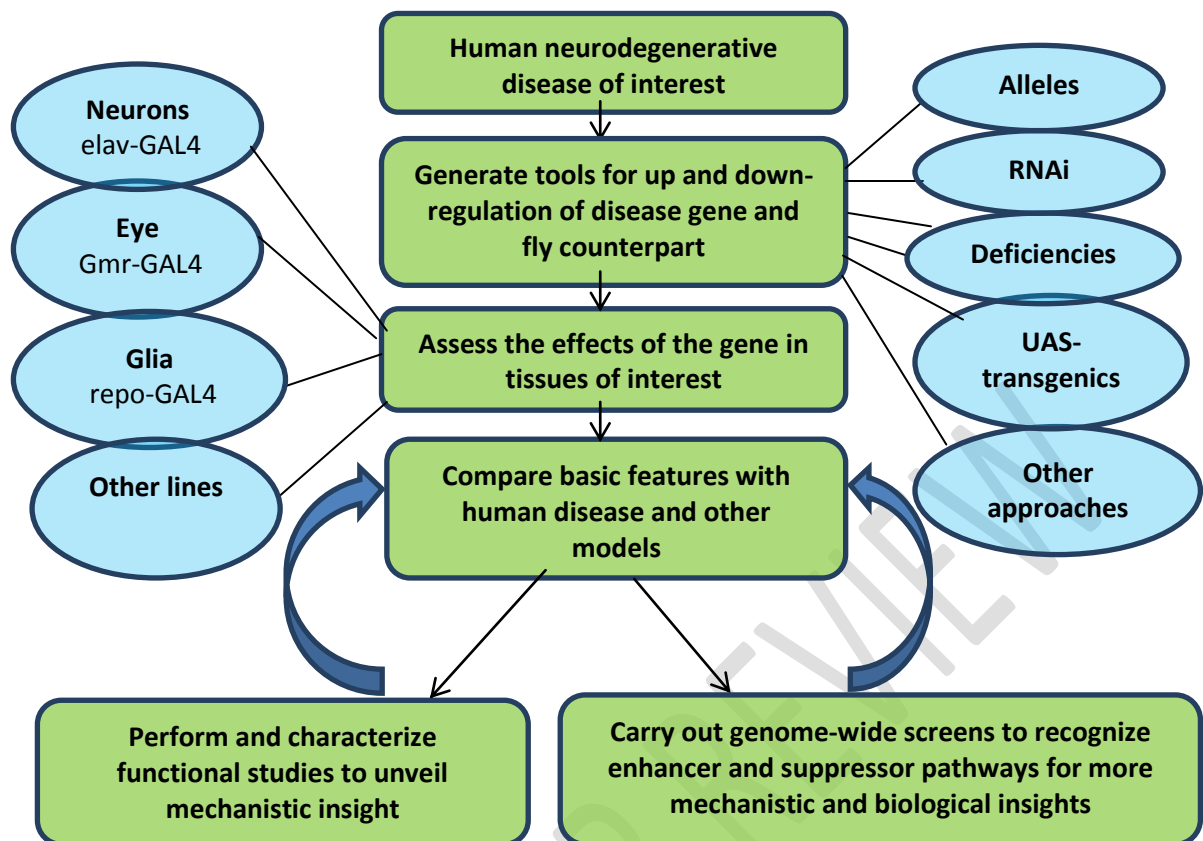 Human neurodegenerative
disease of interest
Neurons
elav-GAL4
Eye
Gmr-GAL4
Glia
repo-GAL4
Other lines
Generate tools for up and down-
regulation of disease gene and
fly counterpart
Alleles
RNAi
Deficiencies
UAS-
transgenics
Other
approaches
Assess the effects of the gene in
tissues of interest
Compare basic features with
human disease and other
models
Perform and characterize
functional studies to unveil
mechanistic insight
Carry out genome-wide screens to recognize
enhancer and suppressor pathways for more
mechanistic and biological insights
REVIEW